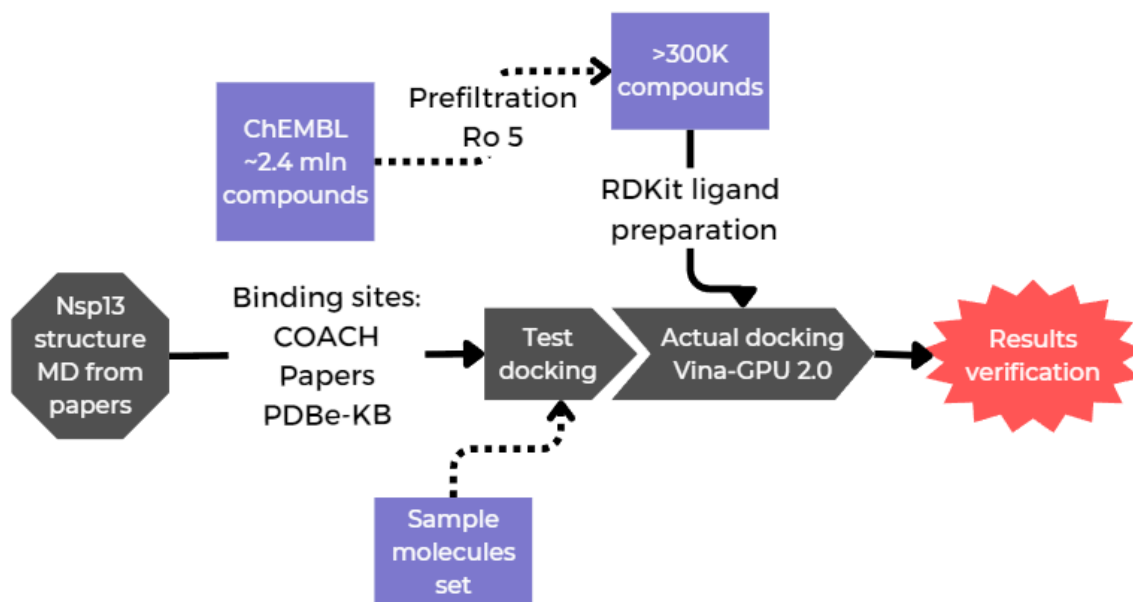 >300K
compounds
Prefiltration
Ro 5
ChEMBL
~2.4 mln
compounds
RDKit ligand
preparation
Nsp13
structure
MD from
papers
Binding sites:
COACH
Papers
PDBe-KB
Test
docking
Actual docking
Vina-GPU 2.0
Results
verification
Sample
molecules
set